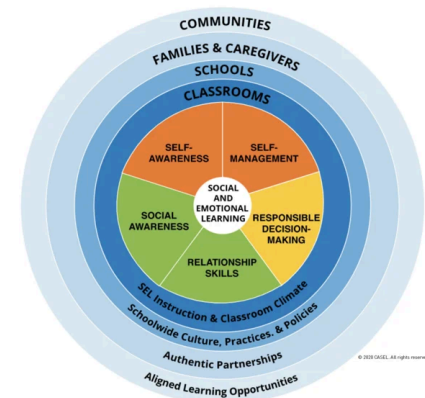 COMMUNITIES
FAMILIES & CAREGIVERS
SCHOOLS
CLASSROOMS
SELF-
AWARENESS
SELF-
MANAGEMENT
SOCIAL
AND
EMOTIONAL
LEARNING
SOCIAL
AWARENESS
RESPONSIBLE
DECISION-
MAKING
RELATIONSHIP
SKILLS
SEL Instruction & Classroom Climate
Schoolwide Culture, Practices. & Policies
Authentic Partnerships
© 2020 CASEL. All rights reserve
Aligned Learning Opportunities